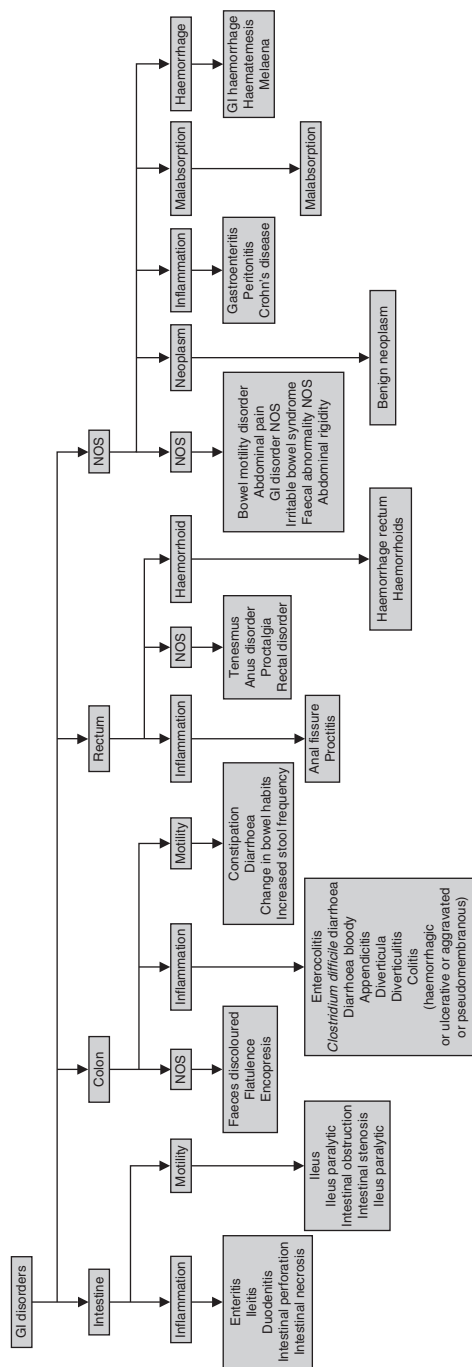 GI disorders
Intestine
Colon
Rectum
NOS
Inflammation
Motility
NOS
Inflammation
Motility
Inflammation
NOS
Haemorrhoid
NOS
Neoplasm
Inflammation
Malabsorption
Haemorrhage
Enteritis
Ileitis
Duodenitis
Intestinal perforation
Intestinal necrosis
Ileus
Ileus paralytic
Intestinal obstruction
Intestinal stenosis
Ileus paralytic
Faeces discoloured
Flatulence
Encopresis
Enterocolitis
Clostridium difficile diarrhoea
Diarrhoea bloody
Appendicitis
Diverticula
Diverticulitis
Colitis
(haemorrhagic
or ulcerative or aggravated
or pseudomembranous)
Constipation
Diarrhoea
Change in bowel habits
Increased stool frequency
Anal fissure
Proctitis
Tenesmus
Anus disorder
Proctalgia
Rectal disorder
Haemorrhage rectum
Haemorrhoids
Bowel motility disorder
Abdominal pain
GI disorder NOS
Irritable bowel syndrome
Faecal abnormality NOS
Abdominal rigidity
Benign neoplasm
Gastroenteritis
Peritonitis
Crohn's disease
Malabsorption
GI haemorrhage
Haematemesis
Melaena